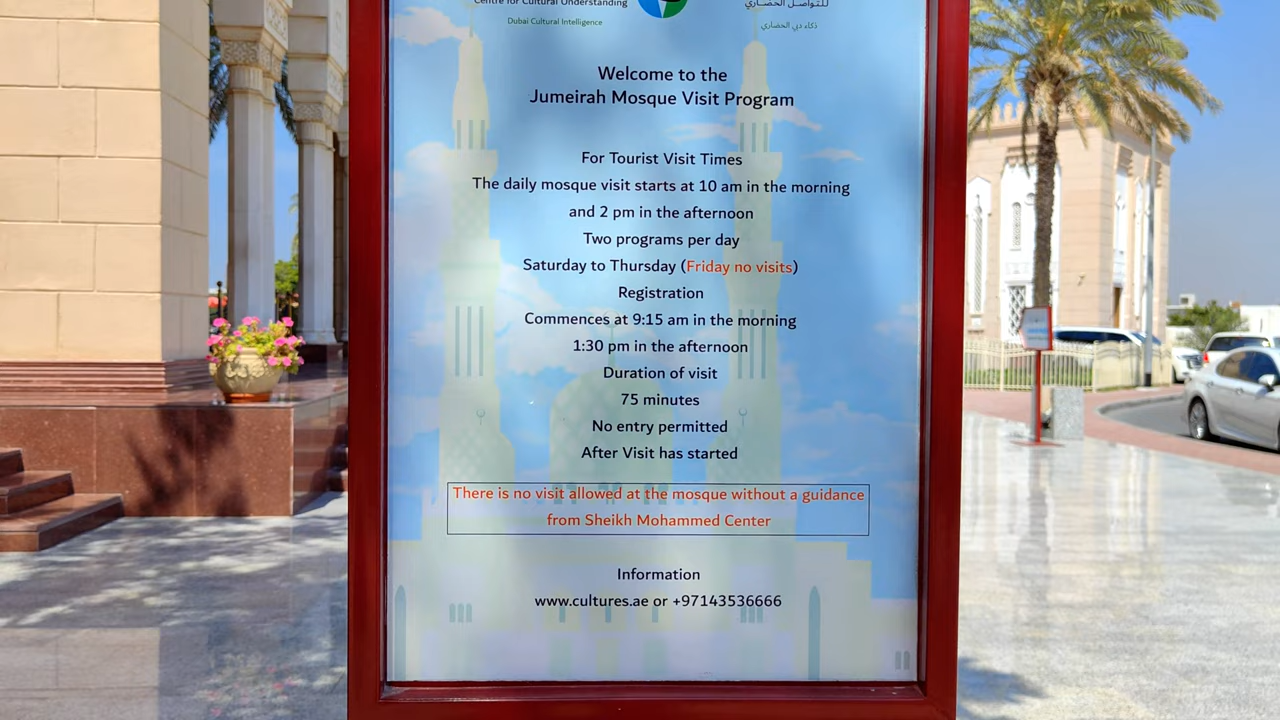 Centre for Cultural Understanding
للتواصل الحضاري
Dubai Cultural Intelligence
ذكاء دبي الحضاري
Welcome to the
Jumeirah Mosque Visit Program
For Tourist Visit Times
The daily mosque visit starts at 10 am in the morning
and 2 pm in the afternoon
Two programs per day
Saturday to Thursday (Friday no visits)
Registration
Commences at 9:15 am in the morning
1:30 pm in the afternoon
Duration of visit
75 minutes
No entry permitted
After Visit has started
There is no visit allowed at the mosque without a guidance
from Sheikh Mohammed Center
Information
www.cultures.ae or +97143536666